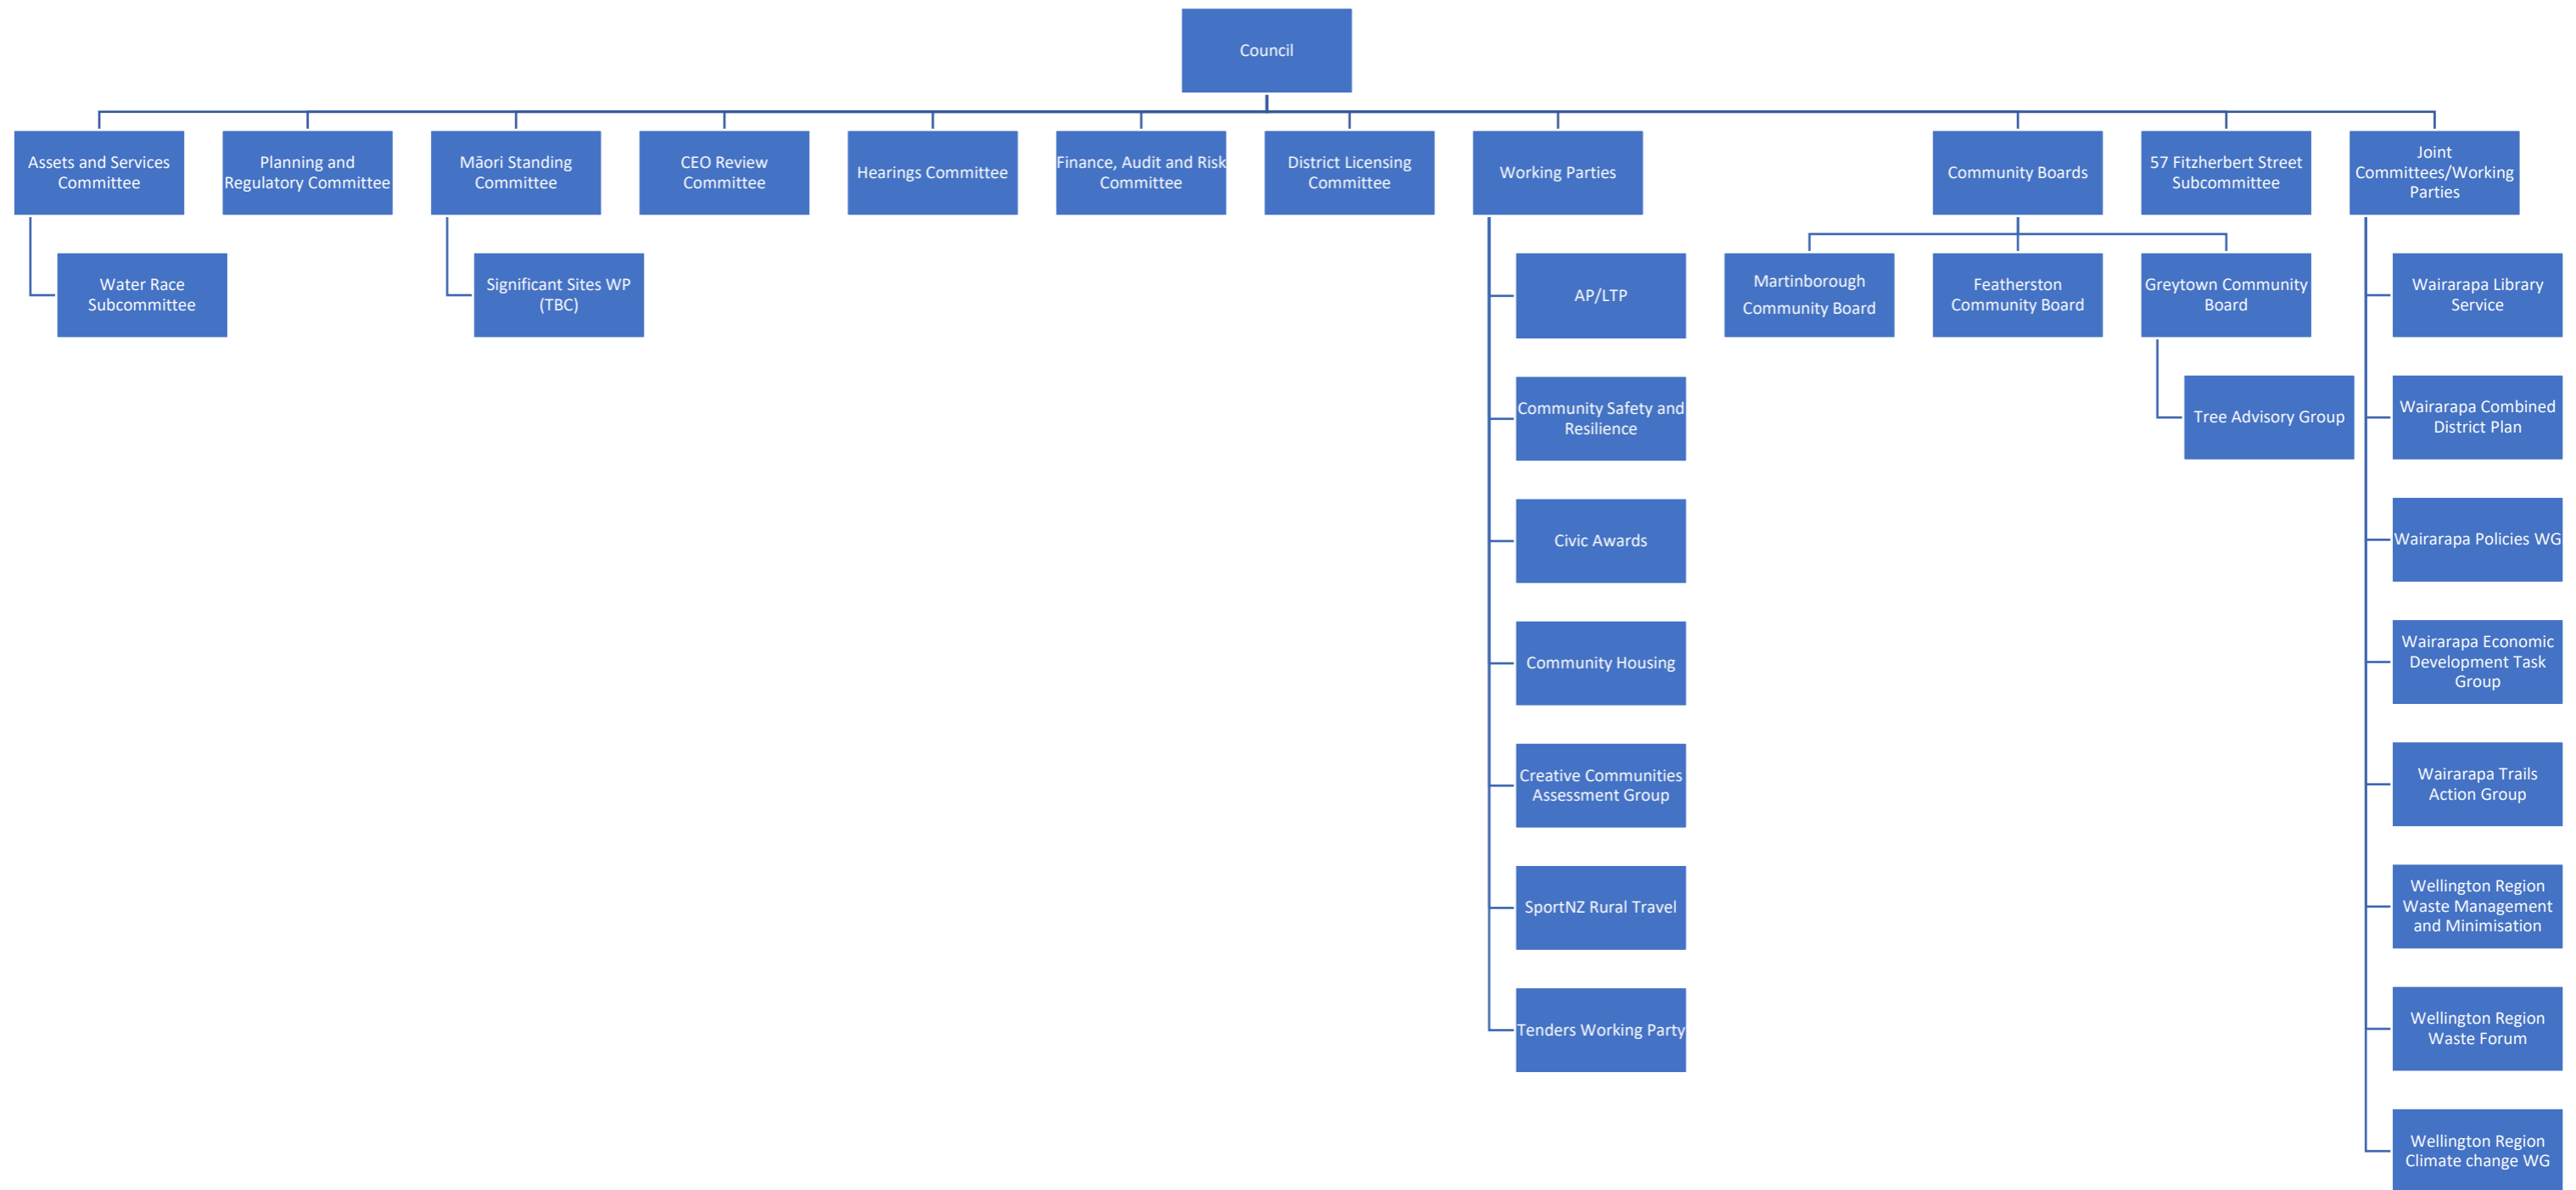 Council
Assets and Services
Committee
Planning and
Regulatory Committee
Māori Standing
Committee
CEO Review
Committee
Hearings Committee
Finance, Audit and Risk
Committee
District Licensing
Committee
Working Parties
Community Boards
57 Fitzherbert Street
Subcommittee
Joint
Committees/Working
Parties
Water Race
Subcommittee
Significant Sites WP
(TBC)
AP/LTP
Community Safety and
Resilience
Civic Awards
Community Housing
Creative Communities
Assessment Group
SportNZ Rural Travel
Tenders Working Party
Martinborough
Community Board
Featherston
Community Board
Greytown Community
Board
Tree Advisory Group
Wairarapa Library
Service
Wairarapa Combined
District Plan
Wairarapa Policies WG
Wairarapa Economic
Development Task
Group
Wairarapa Trails
Action Group
Wellington Region
Waste Management
and Minimisation
Wellington Region
Waste Forum
Wellington Region
Climate change WG